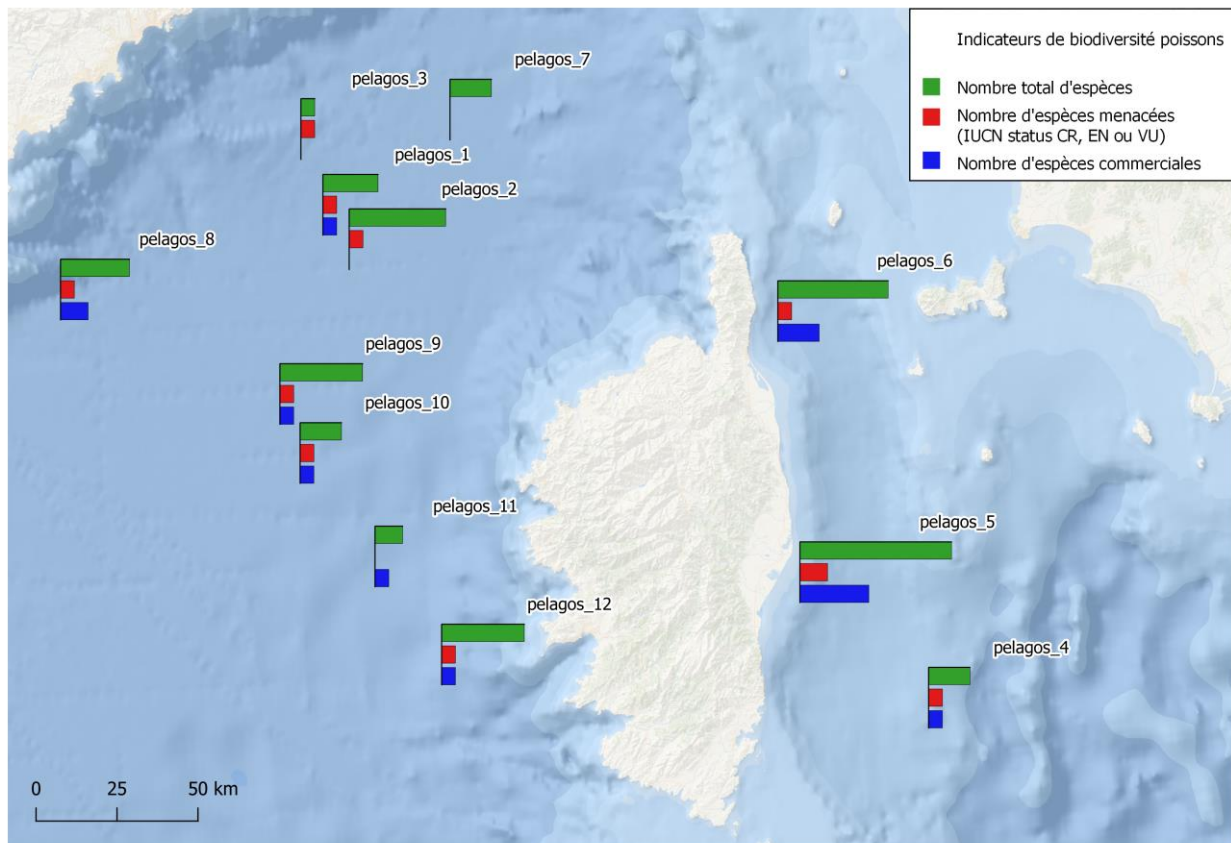 Indicateurs de biodiversité poissons
Nombre total d'espèces
Nombre d'espèces menacées
(IUCN status CR, EN ou VU)
Nombre d'espèces commerciales
pelagos_7
pelagos_3
pelagos_1
pelagos_2
pelagos_8
pelagos_6
pelagos_9
pelagos_10
pelagos_11
pelagos_5
pelagos_12
pelagos_4
0 25 50 km